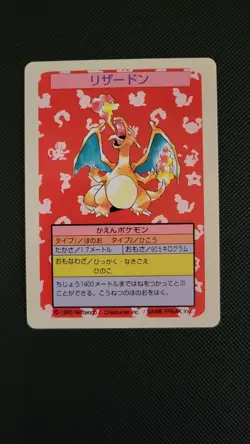 リザードン
かえんポケモン
タイプ1／ほのお タイプ2／ひこう
たかさ／1.7メートル おもさ／90.5キログラム
おもなわざ／ひっかく・なきごえ
ひのこ
ちじょう1400メートルまではねをつかってとぶ
ことができる。こうねつのほのおをはく。
© 1995 Nintendo / Creatures inc. / GAME FREAK inc.